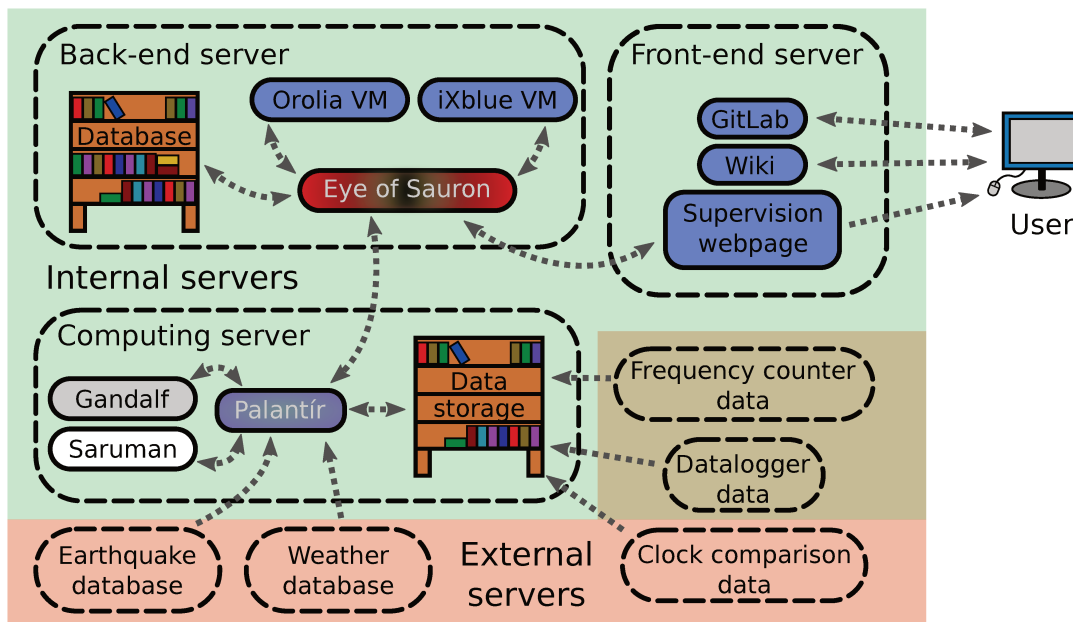 Back-end server
Front-end server
Orolia VM
iXblue VM
Database
GitLab
Wiki
Eye of Sauron
Supervision
webpage
User
Internal servers
Computing server
Data
storage
Gandalf
Palantír
Saruman
Frequency counter
data
Datalogger
data
Earthquake
database
Weather
database
External
servers
Clock comparison
data